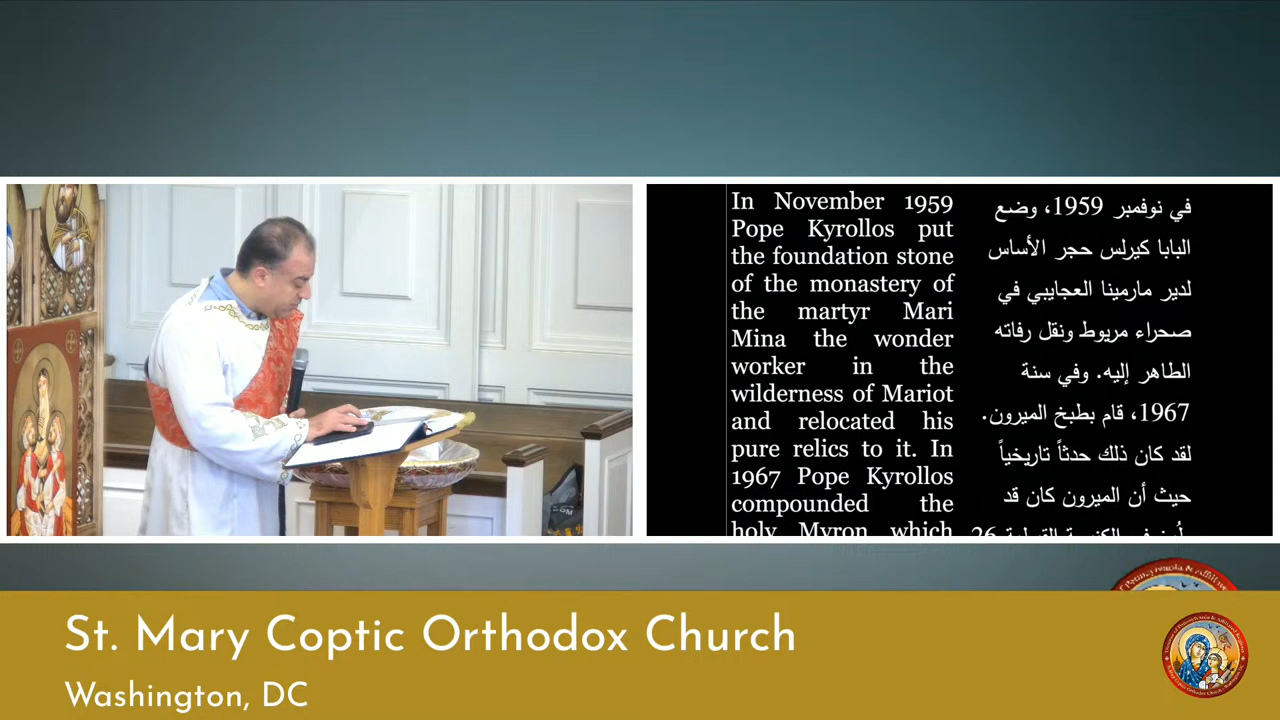 In November 1959
Pope Kyrollos put
the foundation stone
of the monastery of
the martyr Mari
Mina the wonder
worker in the
wilderness of Mariot
and relocated his
pure relics to it. In
1967 Pope Kyrollos
compounded the
holy Myron which
في نوفمبر 1959، وضع
البابا كيرلس حجر الأساس
لدير مارمينا العجايبي في
صحراء مريوط ونقل رفاته
الطاهر إليه. وفي سنة
1967، قام بطبخ الميرون.
لقد كان ذلك حدثاً تاريخياً
حيث أن الميرون كان قد
St. Mary Coptic Orthodox Church
Washington, DC